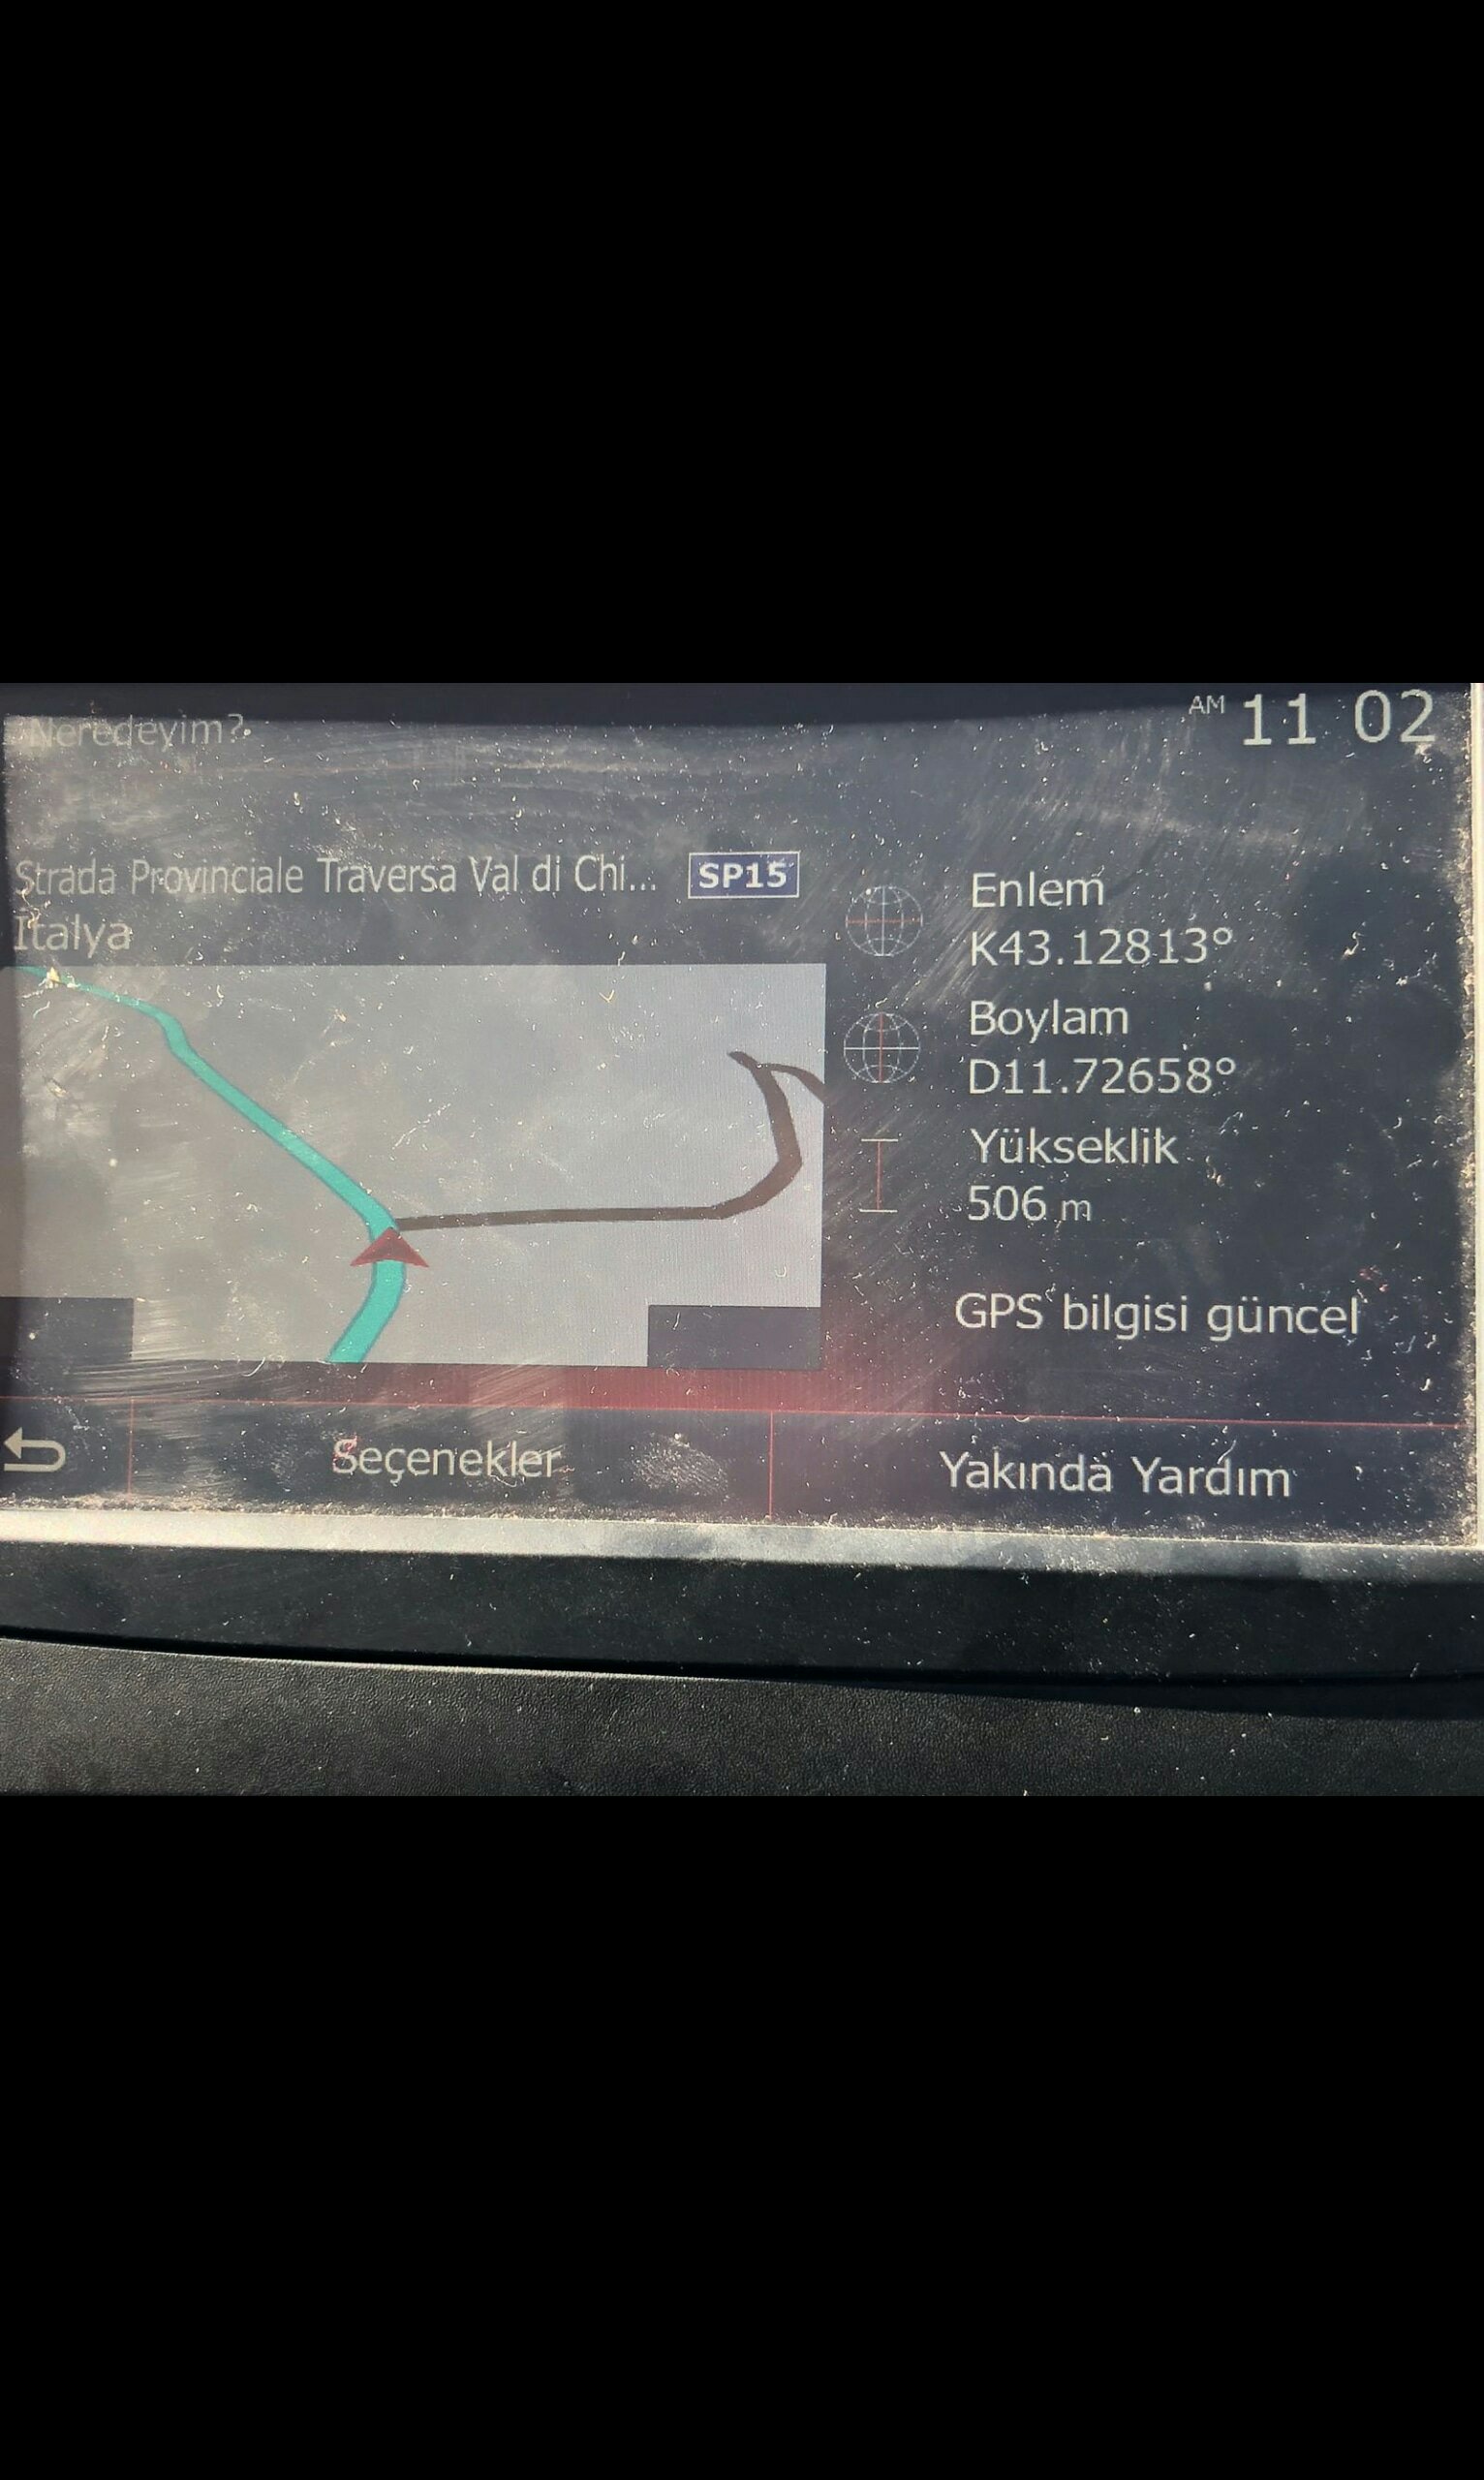 Neredeyim?
AM 11 02
Strada Provinciale Traversa Val di Chi... SP15
İtalya
Enlem
K43.12813°
Boylam
D11.72658°
Yükseklik
506 m
GPS bilgisi güncel
Seçenekler
Yakında Yardım